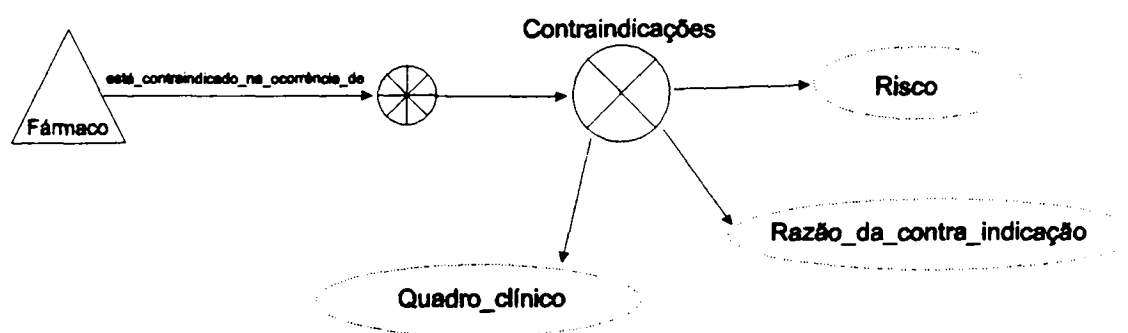 Contraindicações
está_contraindicado_na_ocorrência_de
Risco
Fármaco
Razão_da_contra_indicação
Quadro_clínico